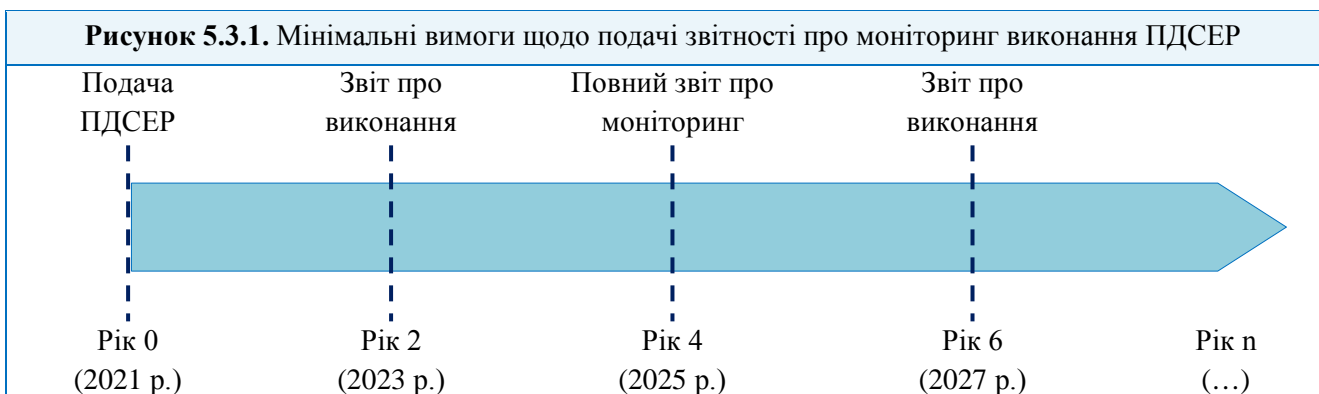 Рисунок 5.3.1. Мінімальні вимоги щодо подачі звітності про моніторинг виконання ПДСЕР
Подача
ПДСЕР
Звіт про
виконання
Повний звіт про
моніторинг
Звіт про
виконання
Рік 0
(2021 р.)
Рік 2
(2023 р.)
Рік 4
(2025 р.)
Рік 6
(2027 р.)
Рік n
(…)